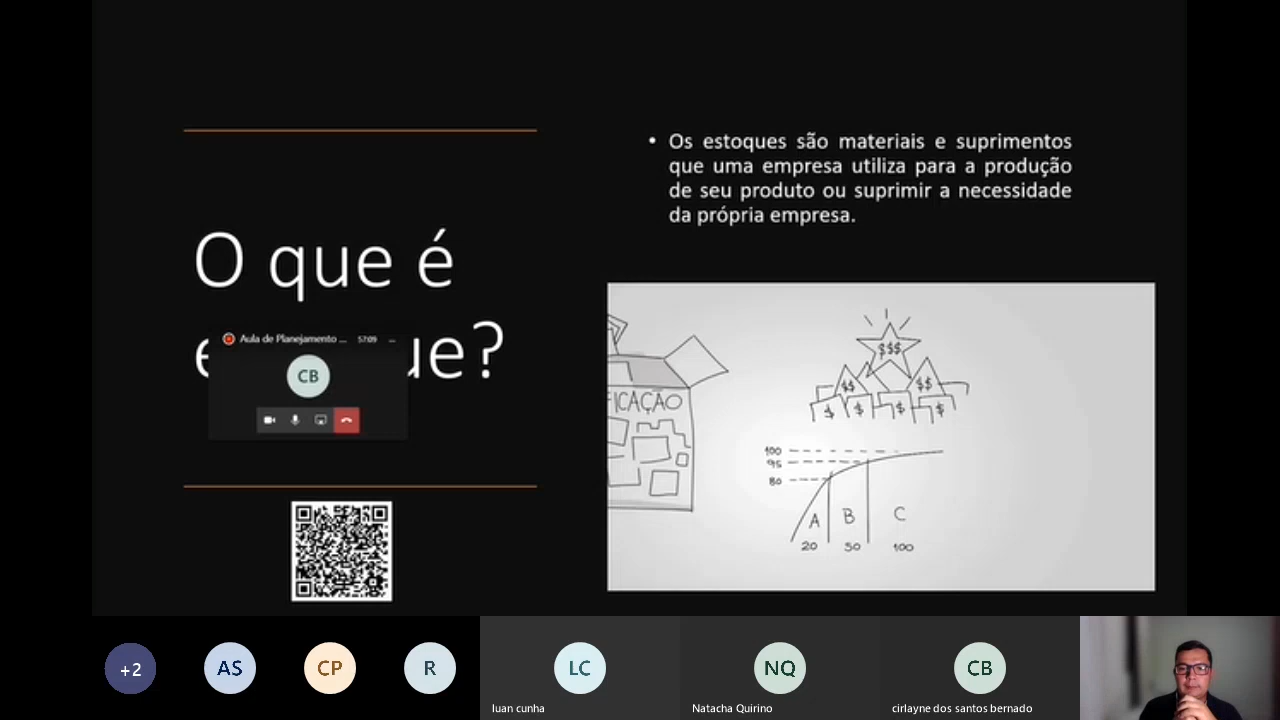 Os estoques são materiais e suprimentos
que uma empresa utiliza para a produção
de seu produto ou suprimir a necessidade
da própria empresa.
O que é
ue?
Aula de Planejamento ... 57:09 ...
CB
$$$
$$ $$
$ $ $ $
FICAÇÃO
100
95
80
A B C
20 50 100
+2
AS
CP
R
LC
NQ
CB
luan cunha
Natacha Quirino
cirlayne dos santos bernado